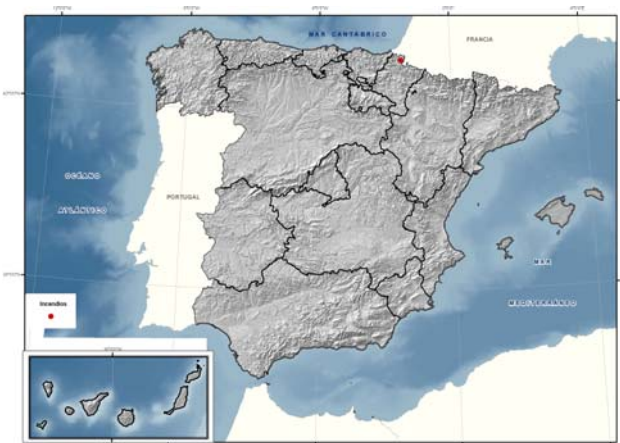 MAR CANTÁBRICO
FRANCIA
OCÉANO
ATLÁNTICO
PORTUGAL
MAR
MEDITERRÁNEO
Incendios